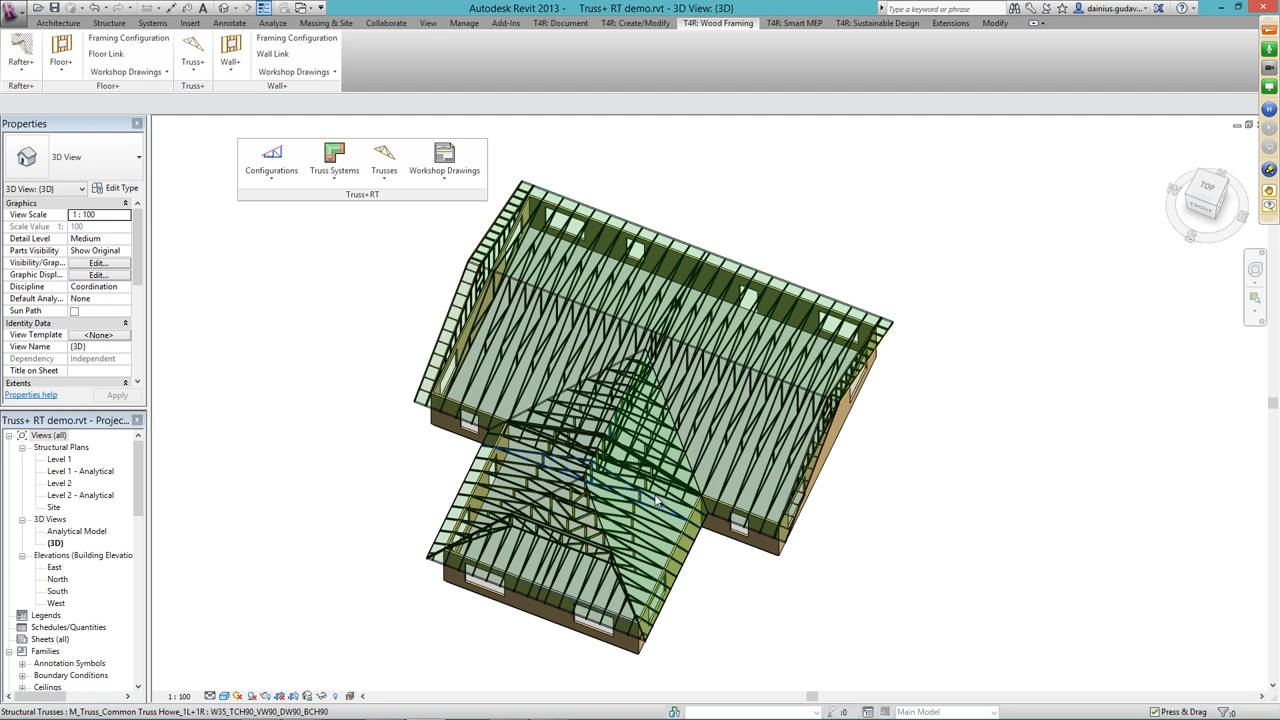 Autodesk Revit 2013 - Truss+ RT demo.rvt - 3D View: {3D}
Type a keyword or phrase
dainius.gudav...
Architecture Structure Systems Insert Annotate Analyze Massing & Site Collaborate View Manage Add-Ins T4R: Document T4R: Create/Modify T4R: Wood Framing T4R: Smart MEP T4R: Sustainable Design Extensions Modify
Rafter+
Floor+
Framing Configuration
Floor Link
Workshop Drawings
Truss+
Wall+
Framing Configuration
Wall Link
Workshop Drawings
Rafter+ Floor+ Truss+ Wall+
Properties
3D View
3D View: {3D} Edit Type
Graphics
View Scale 1 : 100
Scale Value 1: 100
Detail Level Medium
Parts Visibility Show Original
Visibility/Grap... Edit...
Graphic Displ... Edit...
Discipline Coordination
Default Analy... None
Sun Path
Identity Data
View Template <None>
View Name {3D}
Dependency Independent
Title on Sheet
Extents
Properties help Apply
Truss+ RT demo.rvt - Projec...
Views (all)
Structural Plans
Level 1
Level 1 - Analytical
Level 2
Level 2 - Analytical
Site
3D Views
Analytical Model
{3D}
Elevations (Building Elevatio
East
North
South
West
Legends
Schedules/Quantities
Sheets (all)
Families
Annotation Symbols
Boundary Conditions
Ceilings
Configurations Truss Systems Trusses Workshop Drawings
Truss+RT
TOP
1 : 100
Structural Trusses : M_Truss_Common Truss Howe_1L+1R : W35_TCH90_VW90_DW90_BCH90
:0
Main Model
Press & Drag
:0